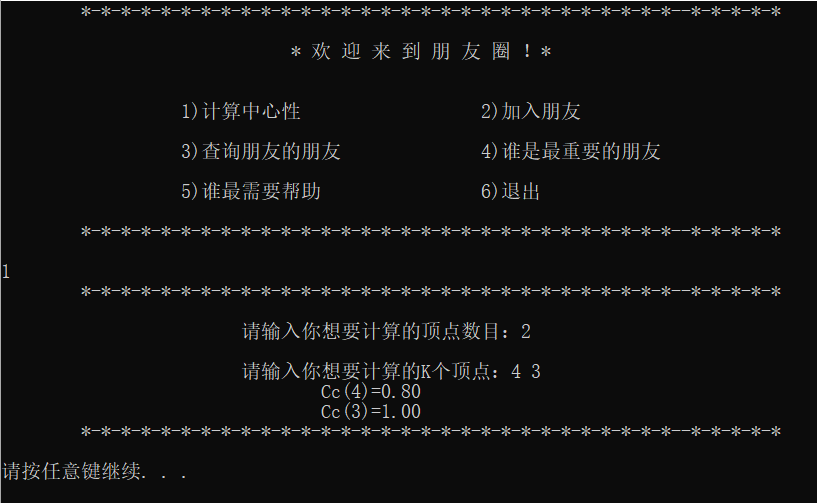 *-*-*-*-*-*-*-*-*-*-*-*-*-*-*-*-*-*-*-*-*-*-*-*-*-*-*-*-*-*--*-*-*-*-*
* 欢 迎 来 到 朋 友 圈 ! *
1)计算中心性 2)加入朋友
3)查询朋友的朋友 4)谁是最重要的朋友
5)谁最需要帮助 6)退出
*-*-*-*-*-*-*-*-*-*-*-*-*-*-*-*-*-*-*-*-*-*-*-*-*-*-*-*-*-*--*-*-*-*-*
1
*-*-*-*-*-*-*-*-*-*-*-*-*-*-*-*-*-*-*-*-*-*-*-*-*-*-*-*-*-*--*-*-*-*-*
请输入你想要计算的顶点数目：2
请输入你想要计算的K个顶点：4 3
Cc(4)=0.80
Cc(3)=1.00
*-*-*-*-*-*-*-*-*-*-*-*-*-*-*-*-*-*-*-*-*-*-*-*-*-*-*-*-*-*--*-*-*-*-*
请按任意键继续. . .